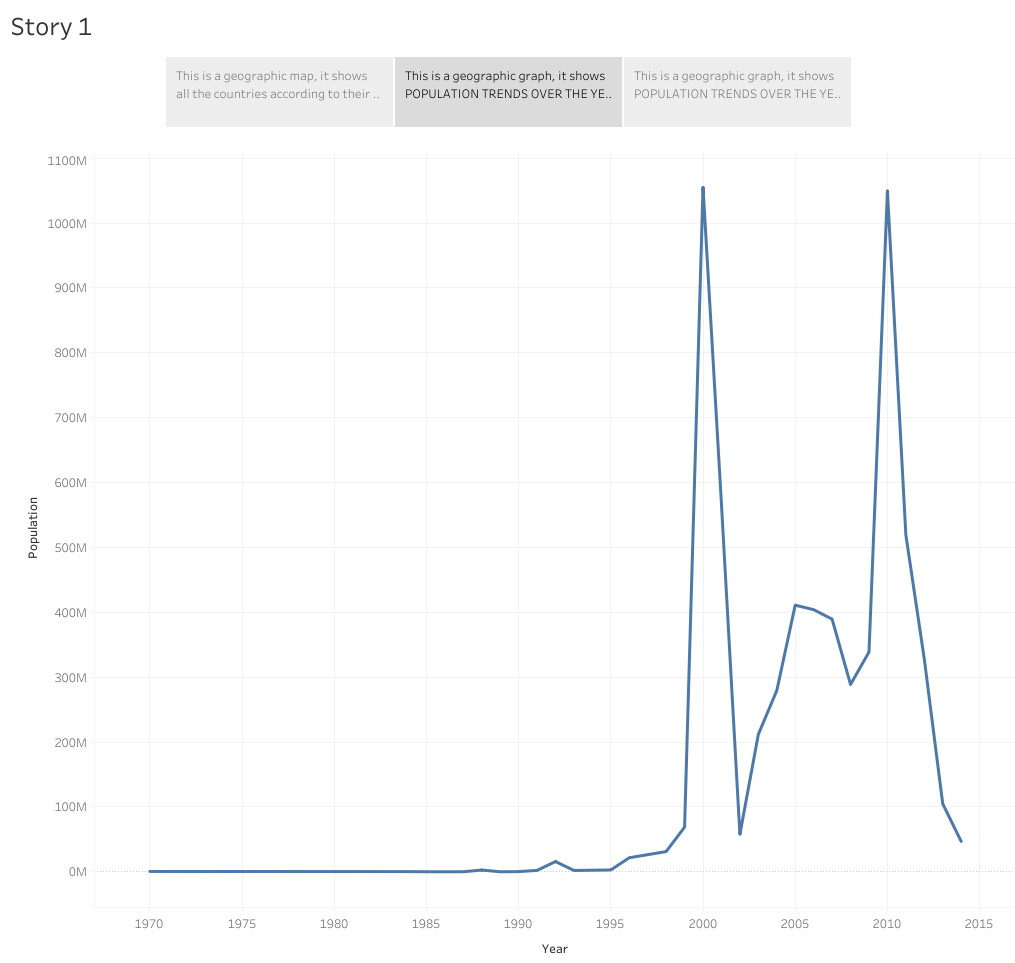 Story 1
This is a geographic map, it shows
all the countries according to their ..
This is a geographic graph, it shows
POPULATION TRENDS OVER THE YE..
This is a geographic graph, it shows
POPULATION TRENDS OVER THE YE..
1100M
1000M
900M
800M
700M
600M
500M
400M
300M
200M
100M
0M
Population
1970
1975
1980
1985
1990
1995
2000
2005
2010
2015
Year